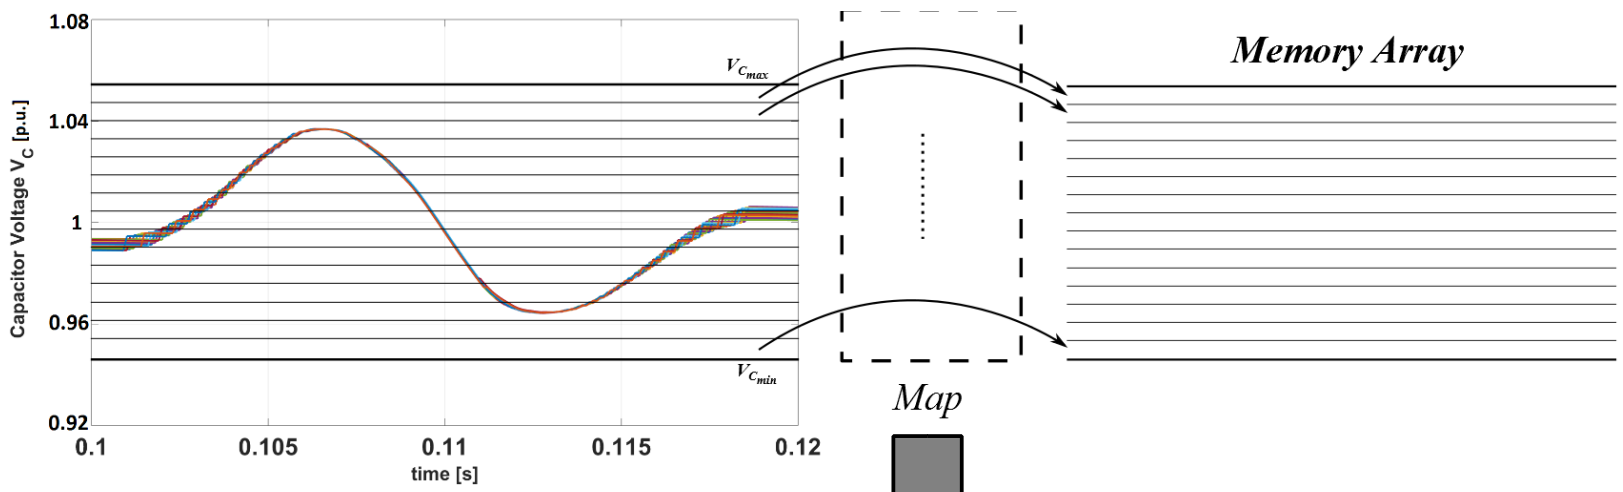 1.08
1.04
1
0.96
0.92
Capacitor Voltage V_C [p.u.]
0.1 0.105 0.11 0.115 0.12
time [s]
V_Cmax
V_Cmin
Map
Memory Array